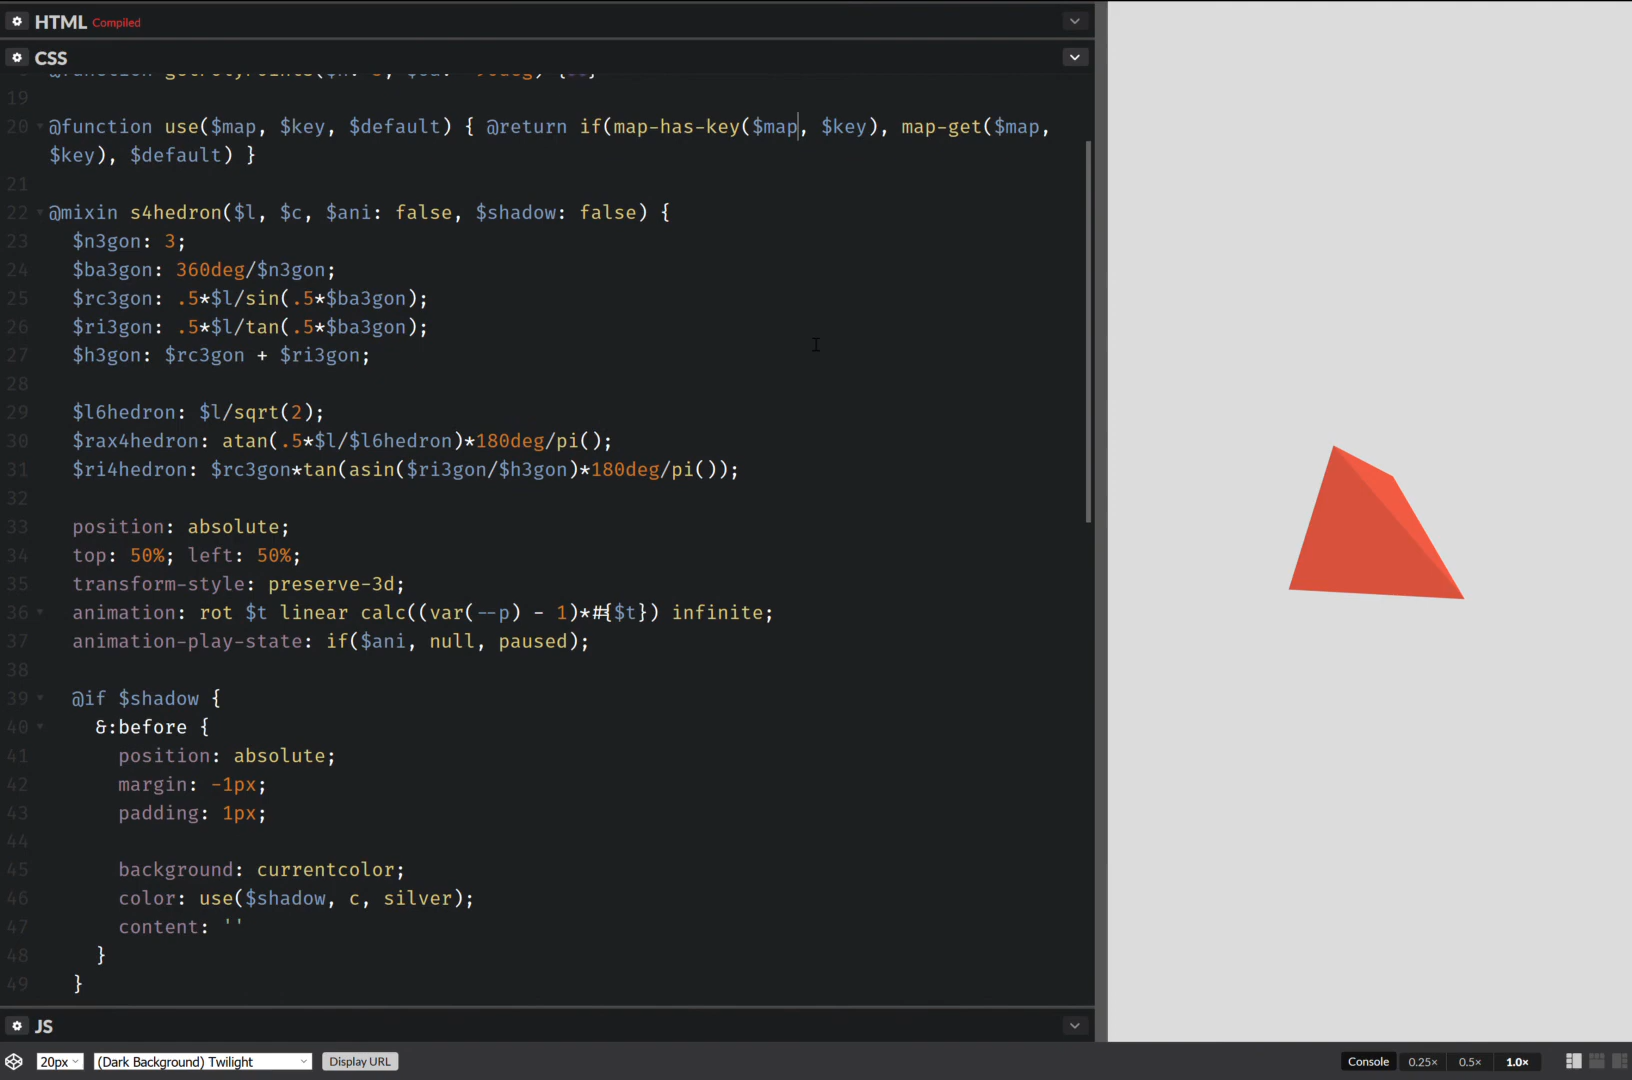 HTML Compiled
CSS
19
20 @function use($map, $key, $default) { @return if(map-has-key($map, $key), map-get($map,
$key), $default) }
21
22 @mixin s4hedron($l, $c, $ani: false, $shadow: false) {
23 $n3gon: 3;
24 $ba3gon: 360deg/$n3gon;
25 $rc3gon: .5*$l/sin(.5*$ba3gon);
26 $ri3gon: .5*$l/tan(.5*$ba3gon);
27 $h3gon: $rc3gon + $ri3gon;
28
29 $l6hedron: $l/sqrt(2);
30 $rax4hedron: atan(.5*$l/$l6hedron)*180deg/pi();
31 $ri4hedron: $rc3gon*tan(asin($ri3gon/$h3gon)*180deg/pi());
32
33 position: absolute;
34 top: 50%; left: 50%;
35 transform-style: preserve-3d;
36 animation: rot $t linear calc((var(--p) - 1)*#{$t}) infinite;
37 animation-play-state: if($ani, null, paused);
38
39 @if $shadow {
40 &:before {
41 position: absolute;
42 margin: -1px;
43 padding: 1px;
44
45 background: currentcolor;
46 color: use($shadow, c, silver);
47 content: ''
48 }
49 }
JS
20px (Dark Background) Twilight Display URL Console 0.25× 0.5× 1.0×